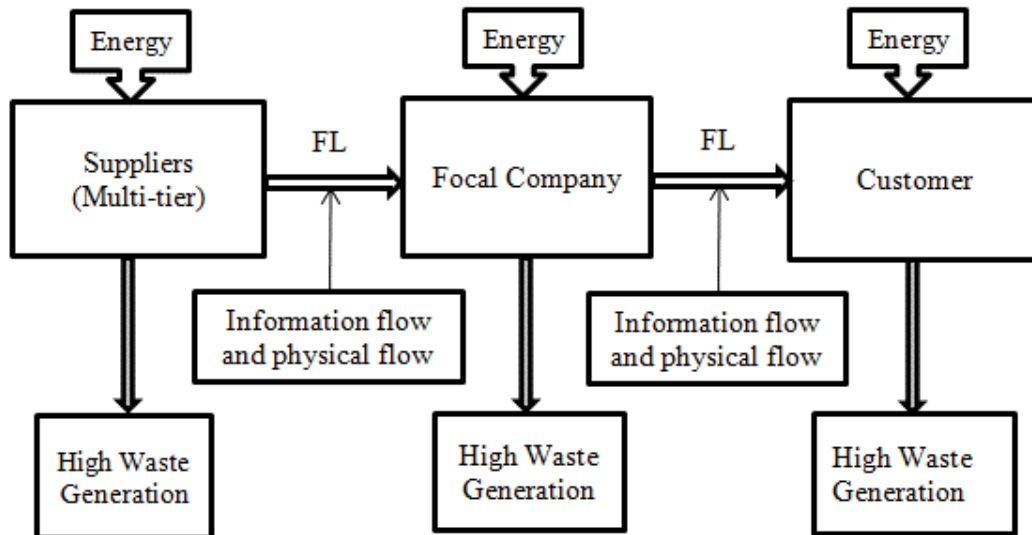 Energy
Energy
Energy
Suppliers
(Multi-tier)
FL
Focal Company
FL
Customer
Information flow
and physical flow
Information flow
and physical flow
High Waste
Generation
High Waste
Generation
High Waste
Generation